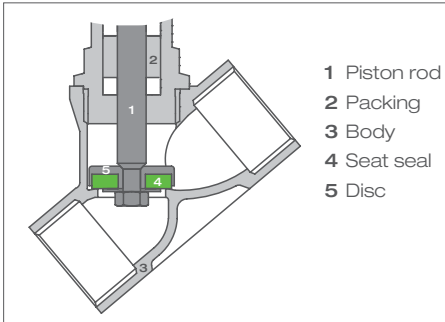 2
1
5
4
3
1 Piston rod
2 Packing
3 Body
4 Seat seal
5 Disc